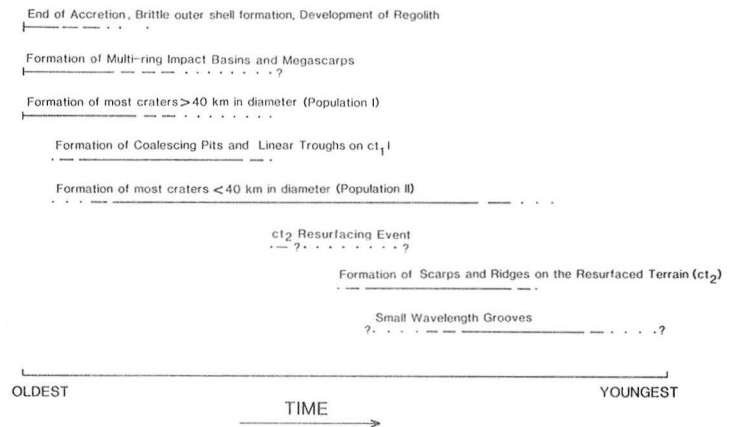 End of Accretion, Brittle outer shell formation, Development of Regolith
Formation of Multi-ring Impact Basins and Megascarps
?
Formation of most craters>40 km in diameter (Population I)
Formation of Coalescing Pits and Linear Troughs on ct₁l
Formation of most craters <40 km in diameter (Population II)
ct₂ Resurfacing Event
? ?
Formation of Scarps and Ridges on the Resurfaced Terrain (ct₂)
Small Wavelength Grooves
? ?
OLDEST YOUNGEST
TIME